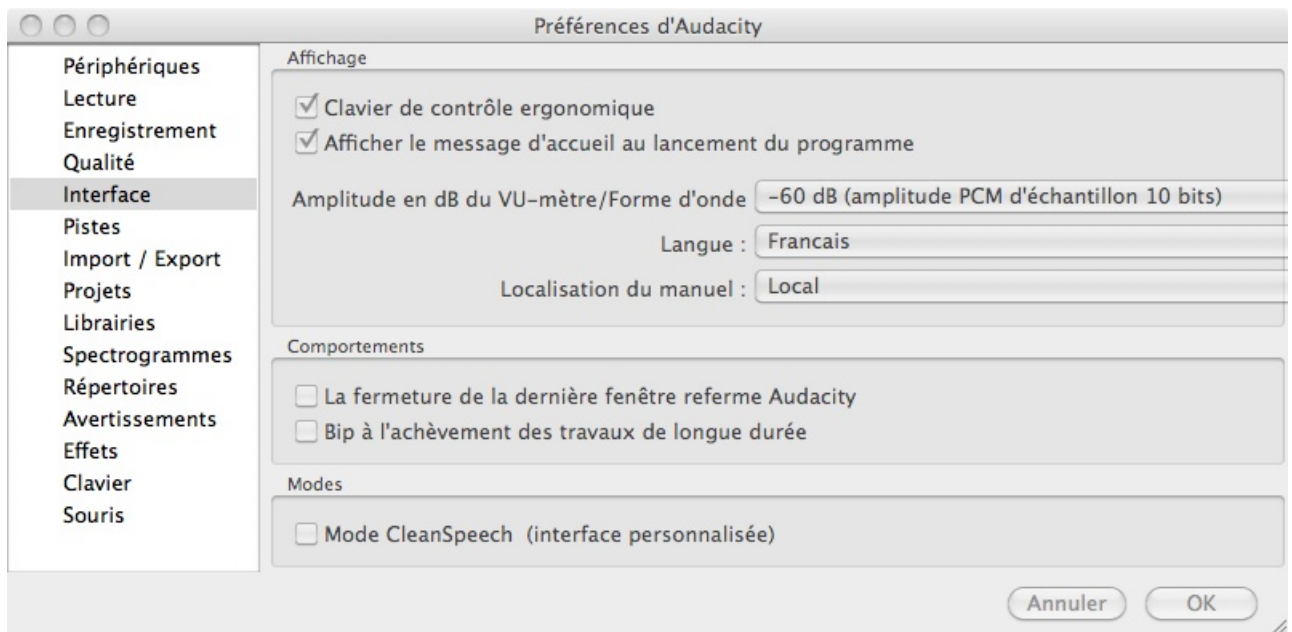 Préférences d'Audacity
Périphériques
Lecture
Enregistrement
Qualité
Interface
Pistes
Import / Export
Projets
Librairies
Spectrogrammes
Répertoires
Avertissements
Effets
Clavier
Souris
Affichage
Clavier de contrôle ergonomique
Afficher le message d'accueil au lancement du programme
Amplitude en dB du VU-mètre/Forme d'onde -60 dB (amplitude PCM d'échantillon 10 bits)
Langue : Francais
Localisation du manuel : Local
Comportements
La fermeture de la dernière fenêtre referme Audacity
Bip à l'achèvement des travaux de longue durée
Modes
Mode CleanSpeech (interface personnalisée)
Annuler OK